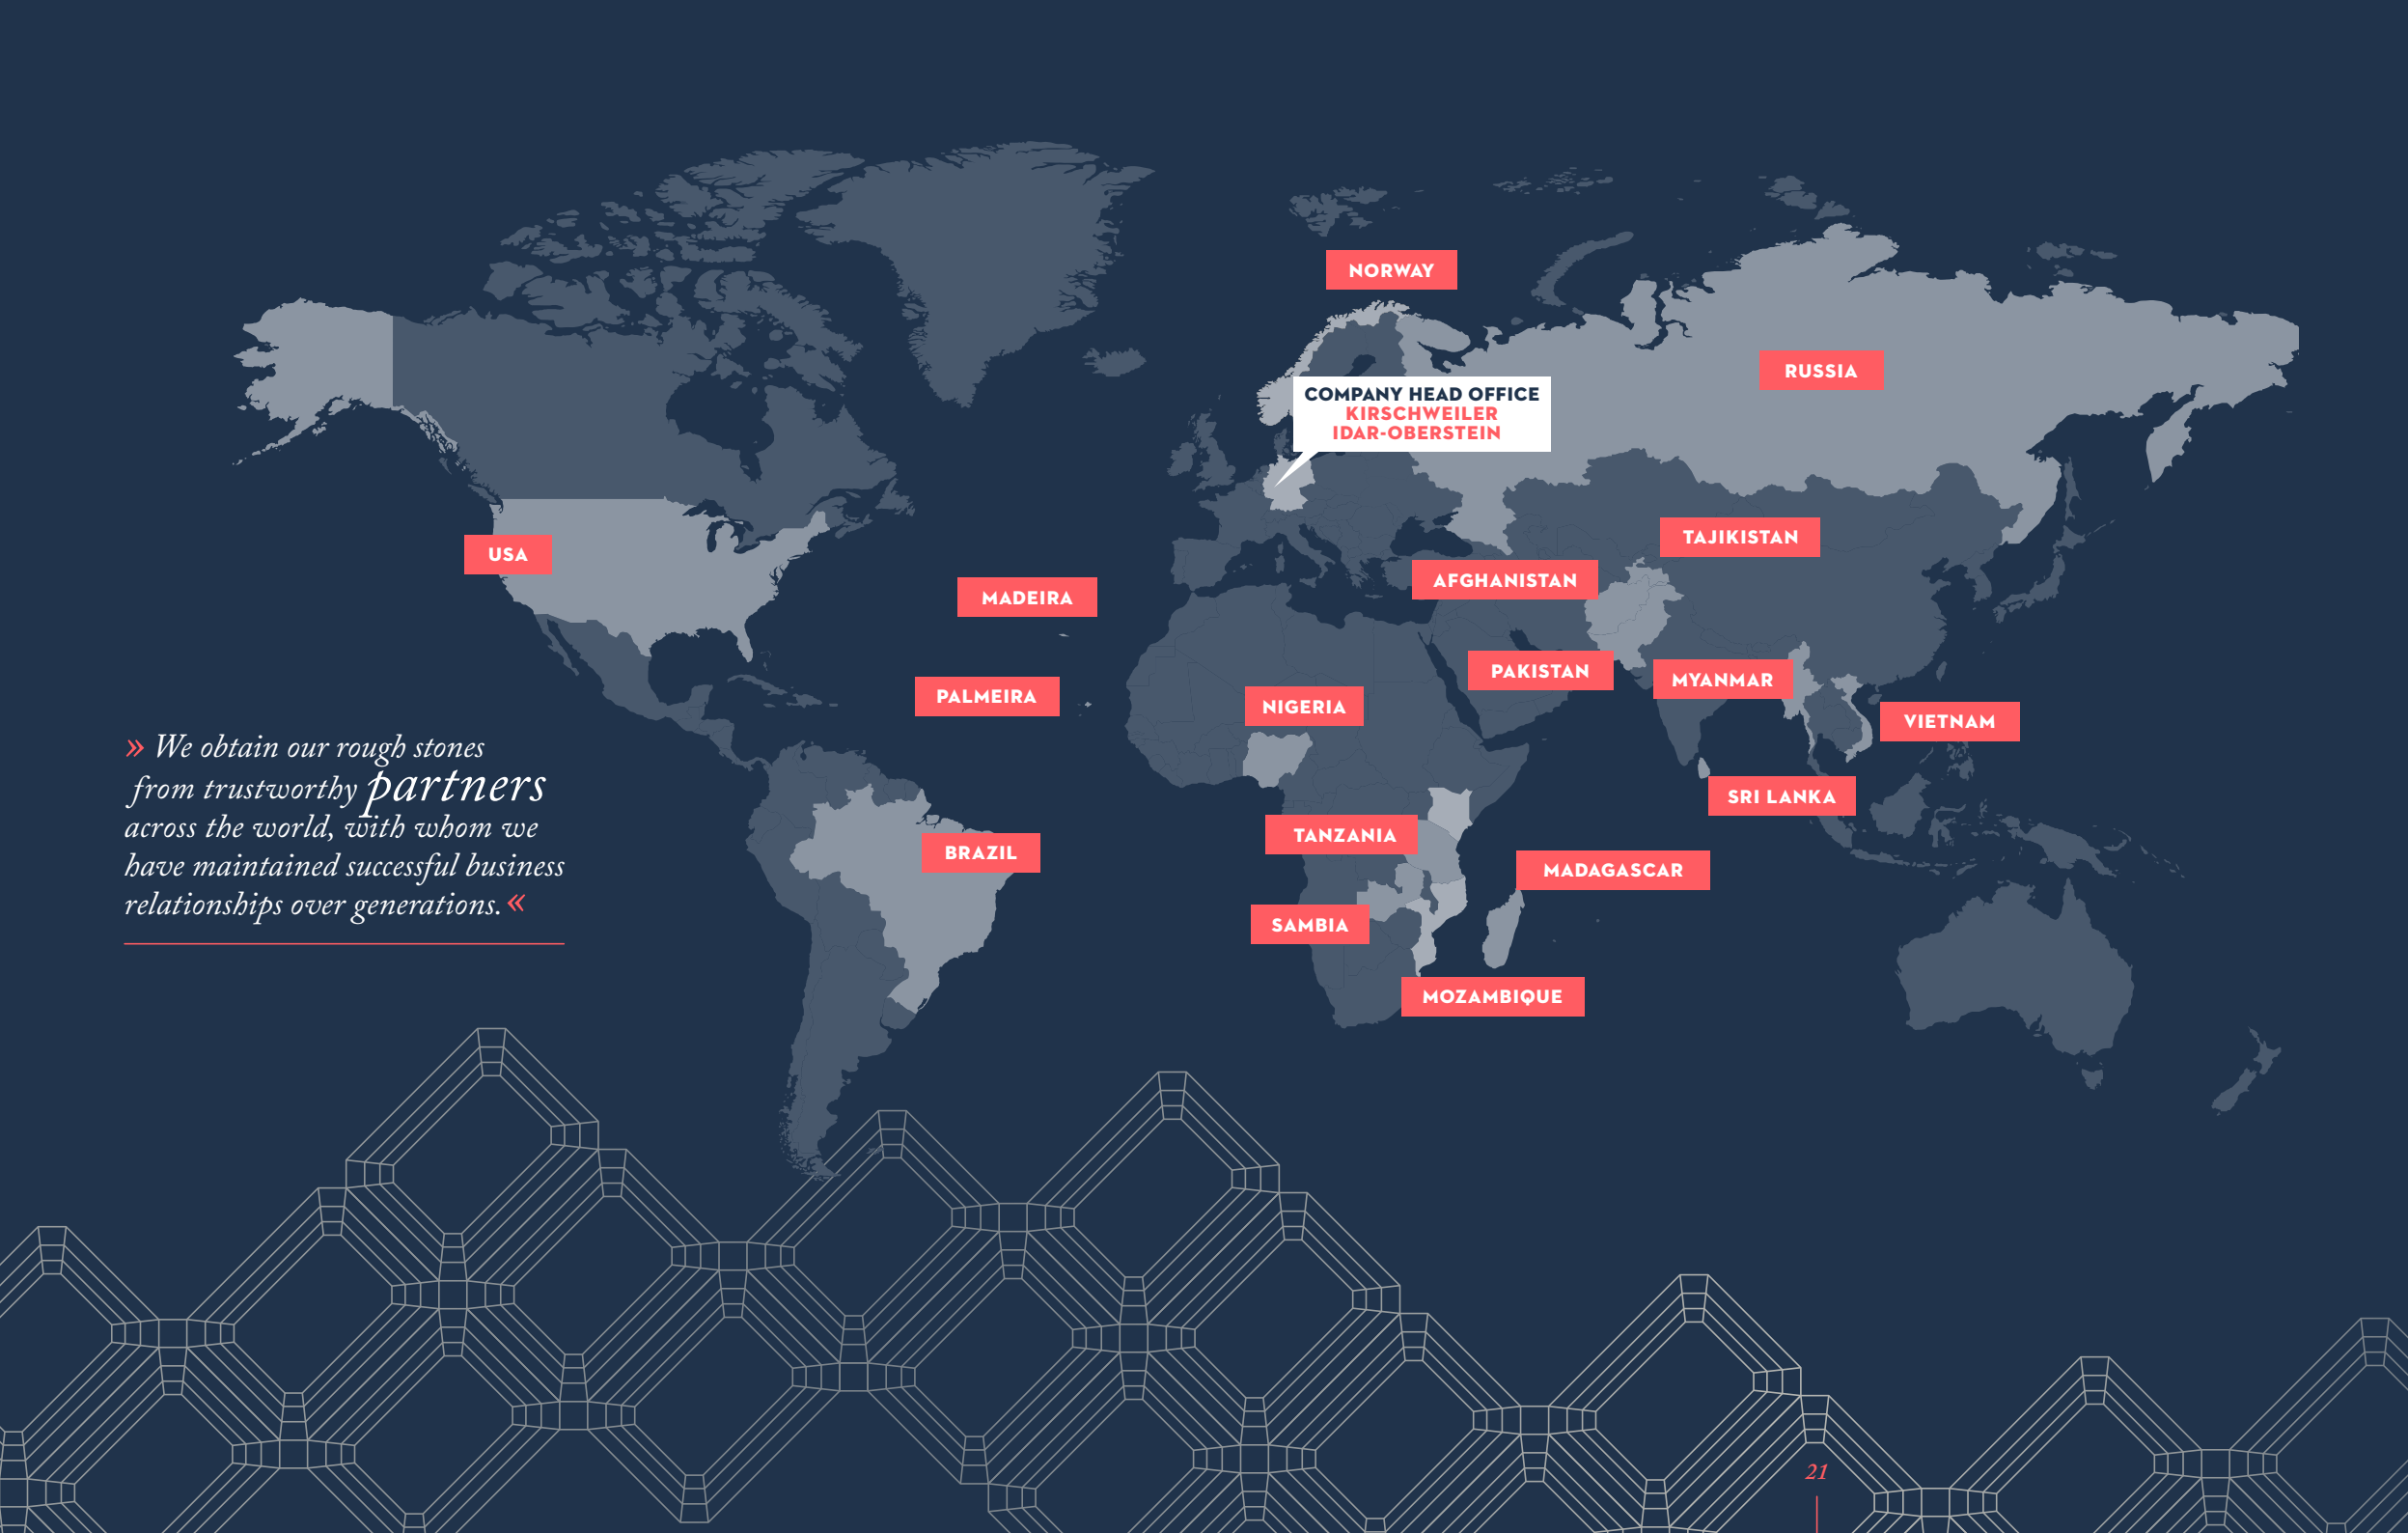 NORWAY
RUSSIA
COMPANY HEAD OFFICE
KIRSCHWEILER
IDAR-OBERSTEIN
USA
TAJIKISTAN
AFGHANISTAN
MADEIRA
PAKISTAN
MYANMAR
PALMEIRA
NIGERIA
VIETNAM
» We obtain our rough stones
from trustworthy partners
across the world, with whom we
have maintained successful business
relationships over generations. «
SRI LANKA
TANZANIA
BRAZIL
MADAGASCAR
SAMBIA
MOZAMBIQUE
21